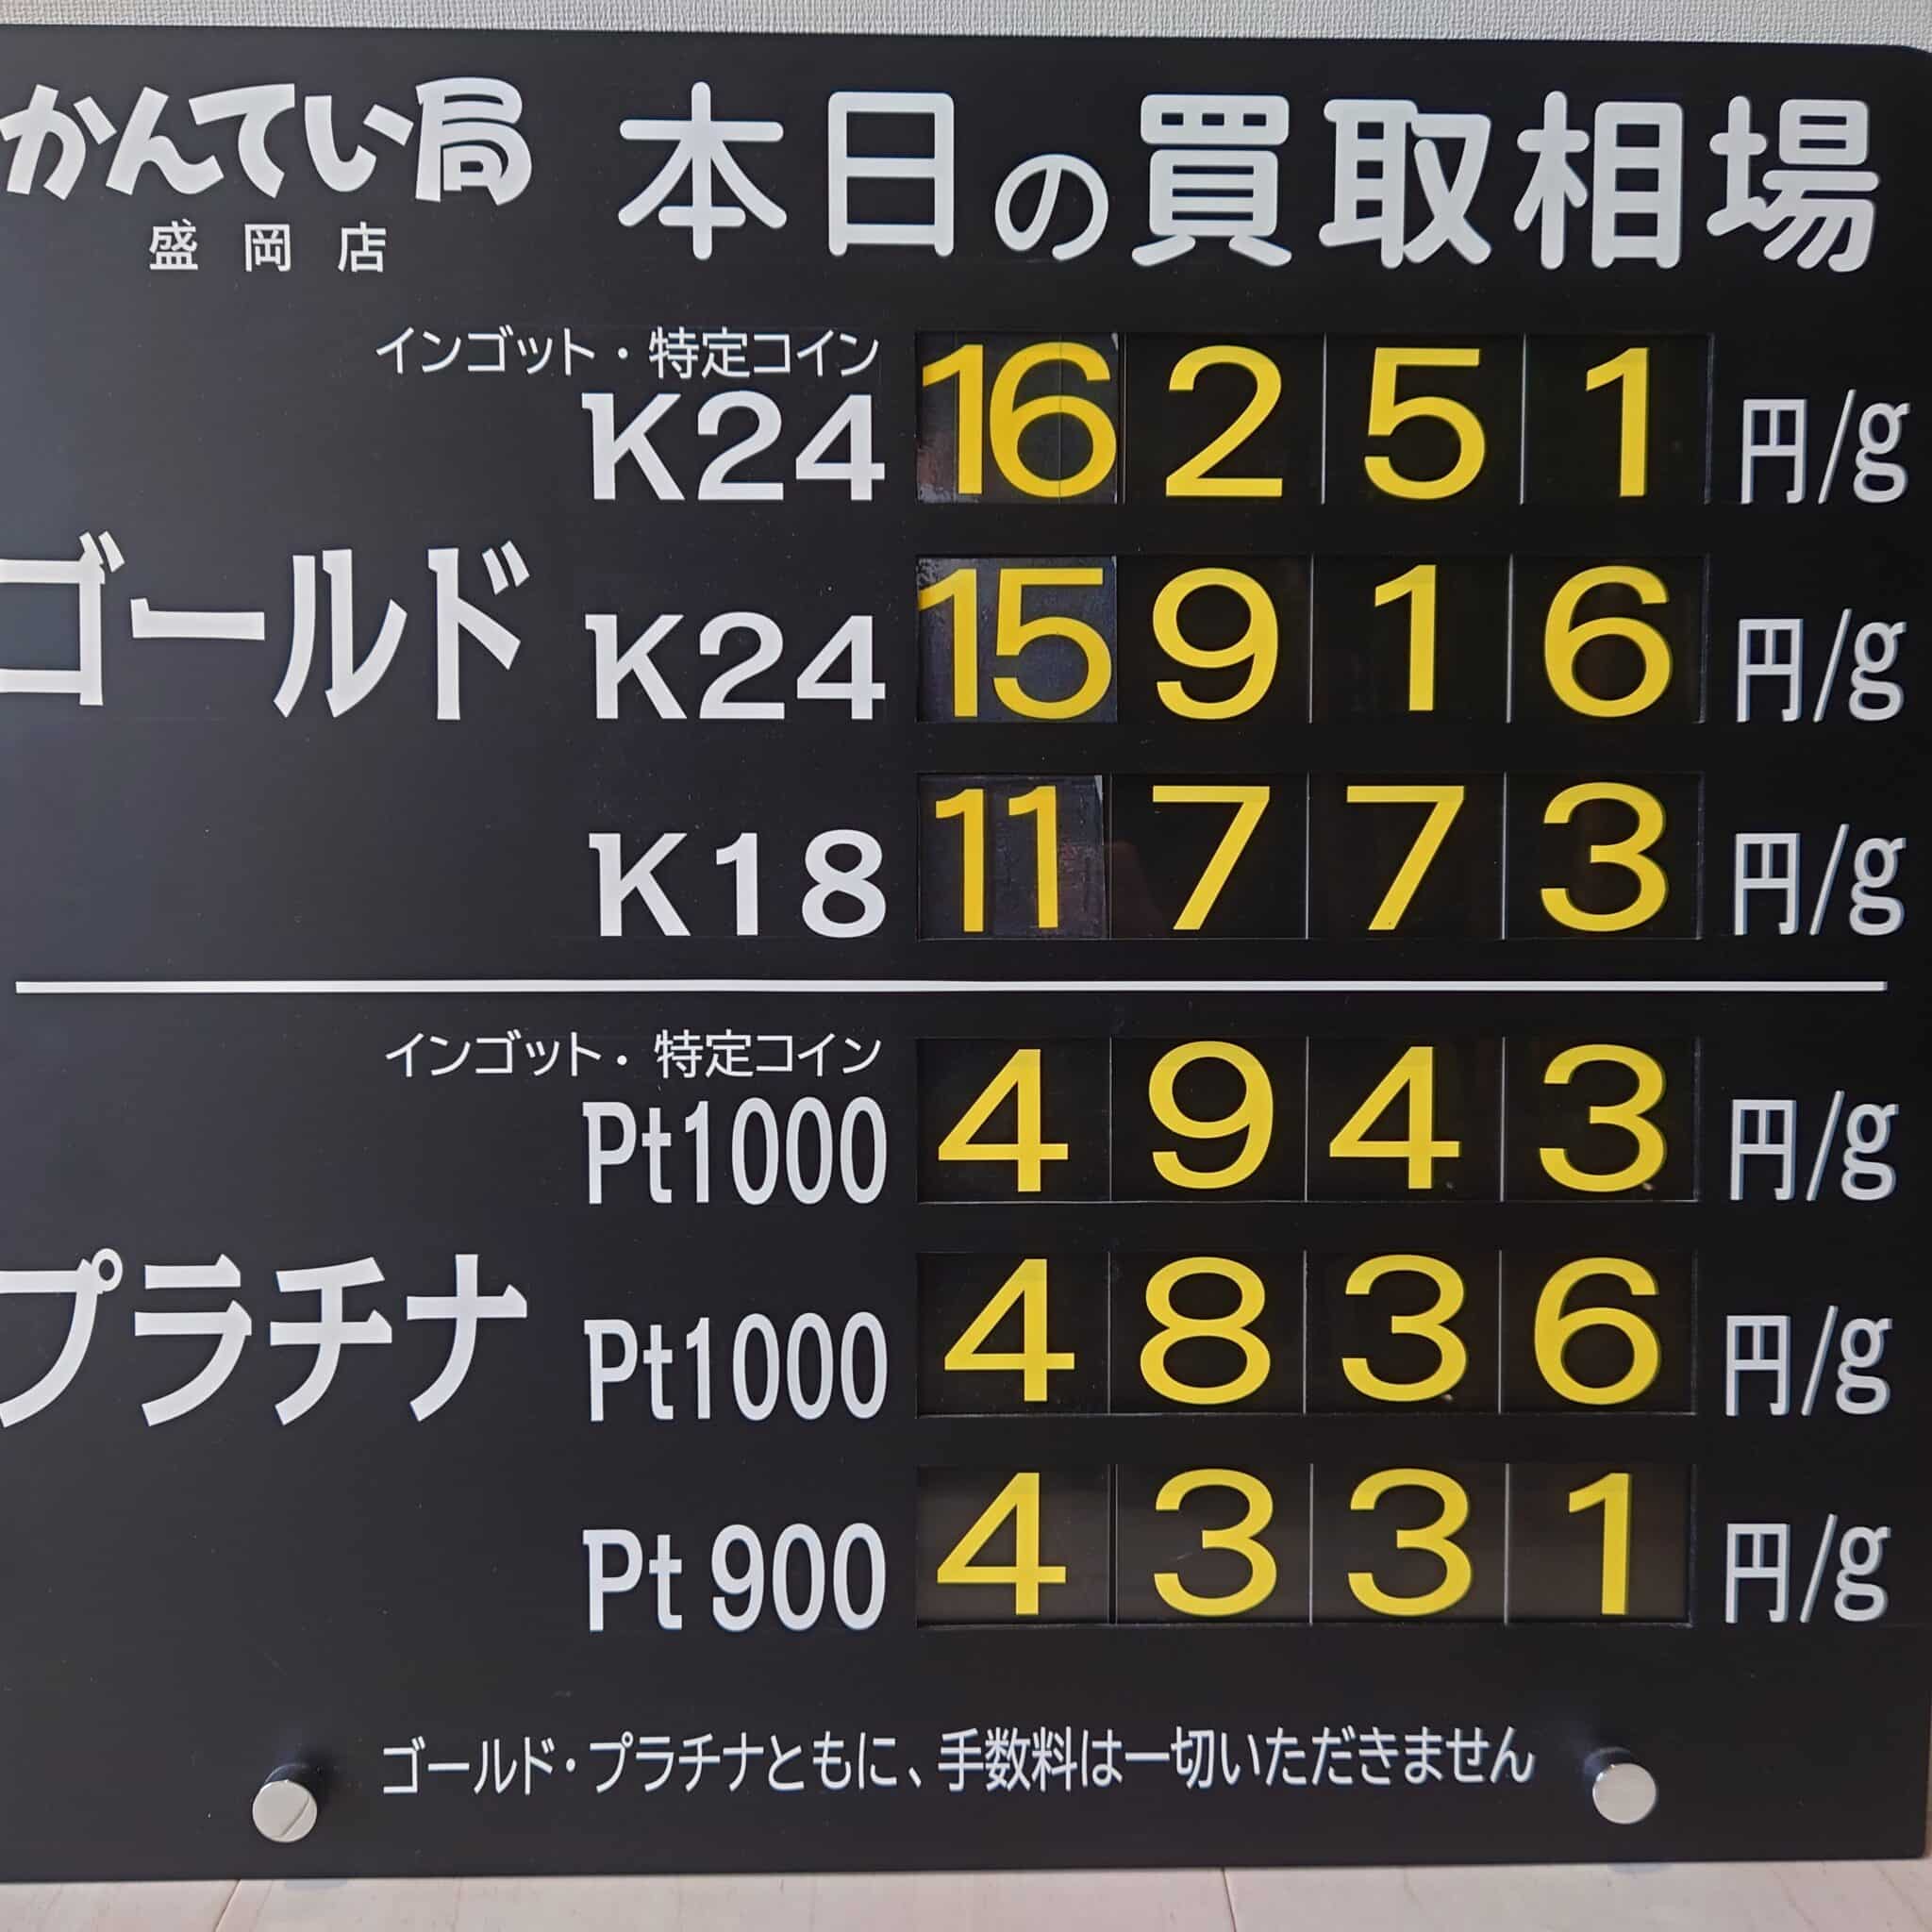 かんてい局 本日の買取相場
盛岡店
インゴット・特定コイン
K24 16251 円/g
ゴールド K24 15916 円/g
K18 11773 円/g
インゴット・特定コイン
Pt1000 4943 円/g
プラチナ Pt1000 4836 円/g
Pt900 4331 円/g
ゴールド・プラチナともに、手数料は一切いただきません